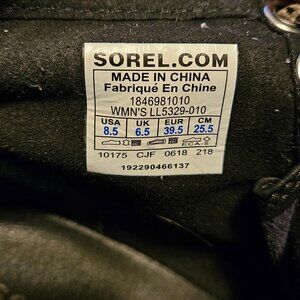 SOREL.COM
MADE IN CHINA
Fabriqué En Chine
1846981010
WMN'S LL5329-010
USA UK EUR CM
8.5 6.5 39.5 25.5
10175 CJF 0618 218
192290466137